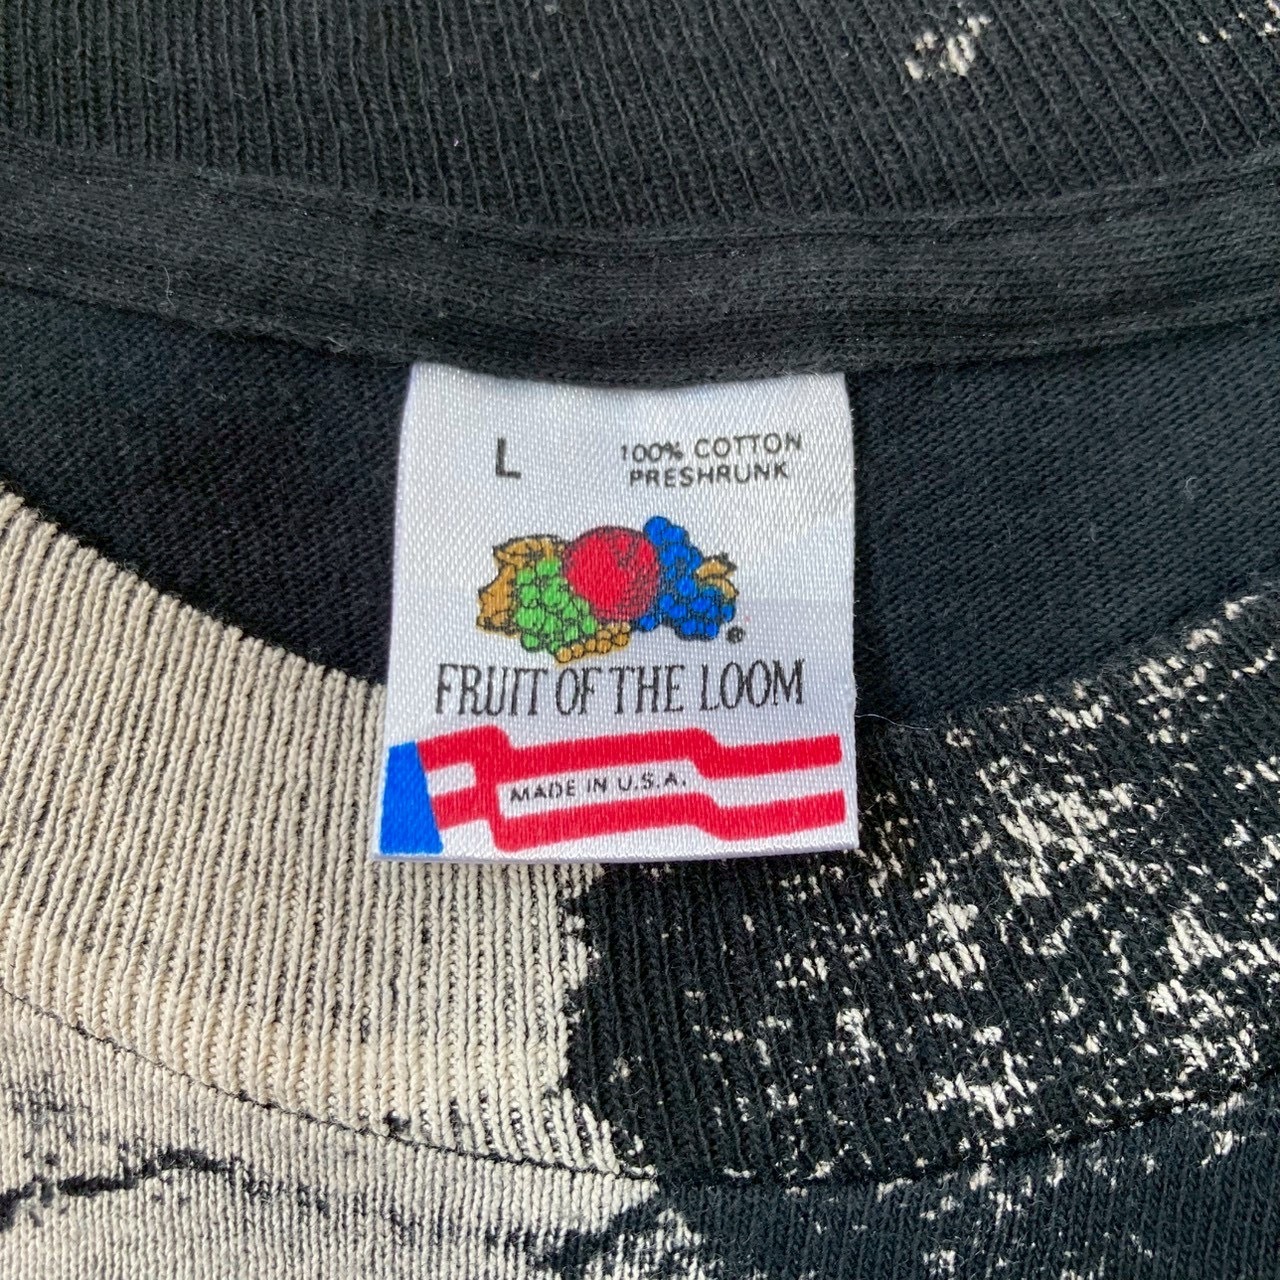 L
100% COTTON
PRESHRUNK
®
FRUIT OF THE LOOM
MADE IN U.S.A.